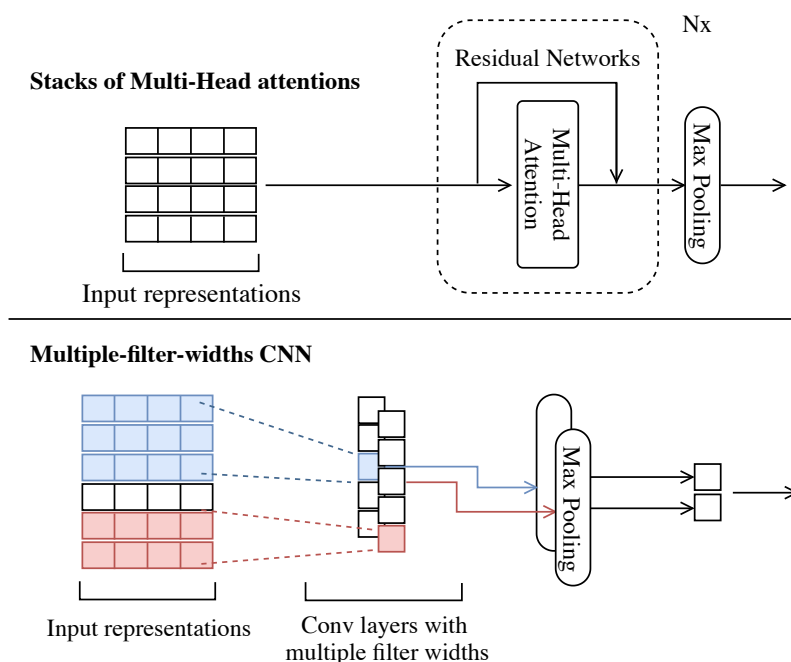 Nx
Residual Networks
Stacks of Multi-Head attentions
Multi-Head
Attention
Max Pooling
Input representations
Multiple-filter-widths CNN
Max Pooling
Input representations
Conv layers with
multiple filter widths